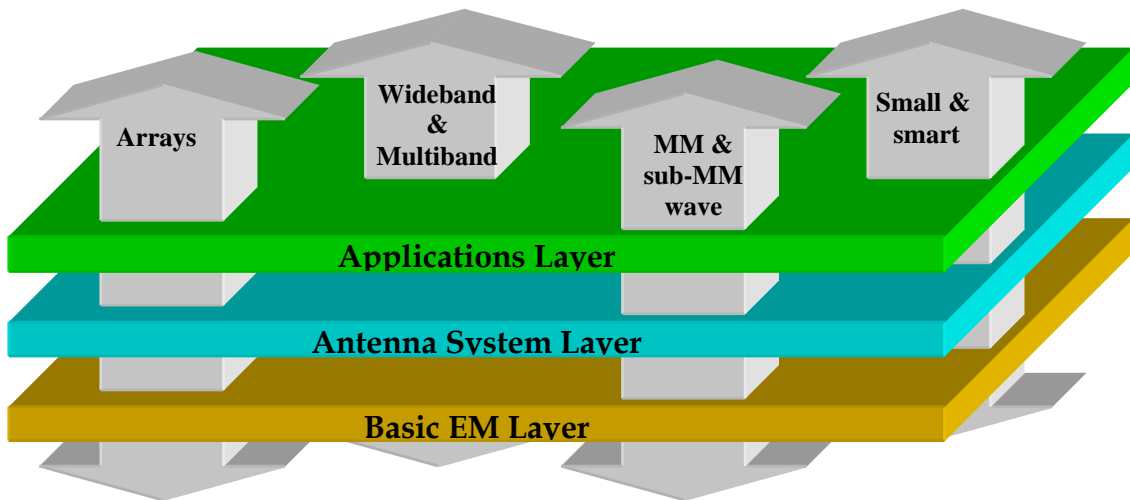 Arrays
Wideband
&
Multiband
MM &
sub-MM
wave
Small &
smart
Applications Layer
Antenna System Layer
Basic EM Layer